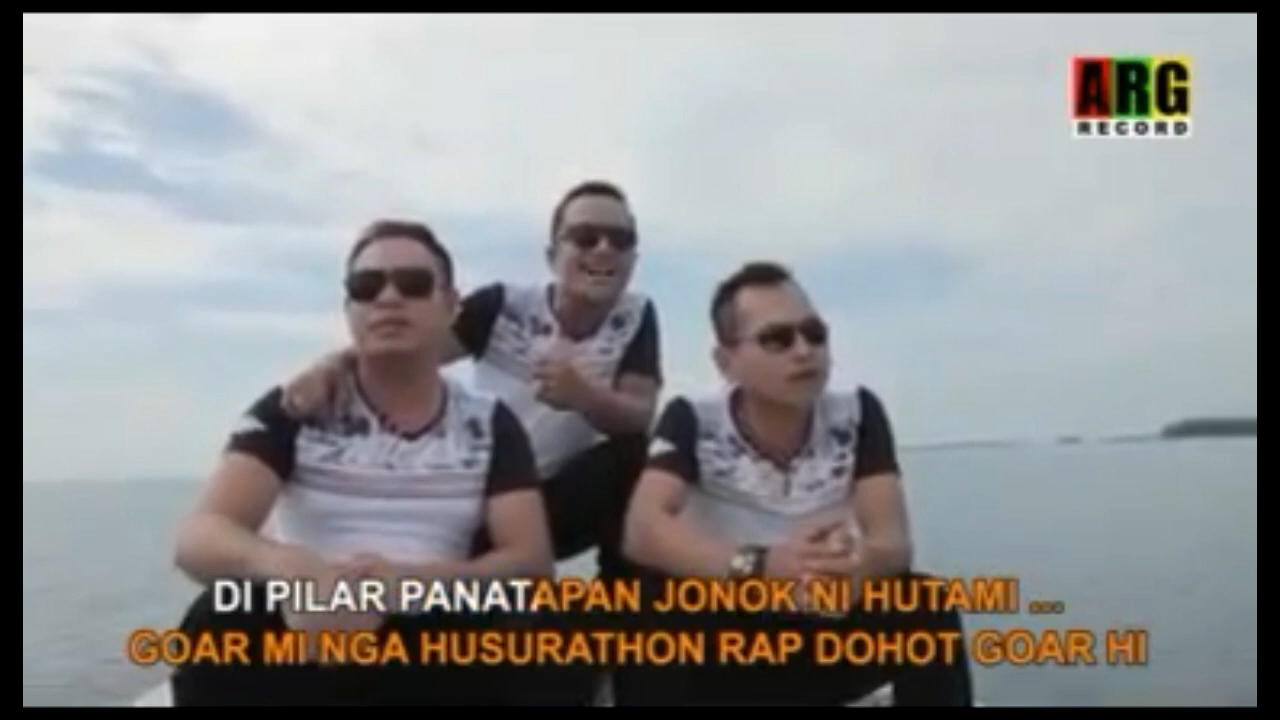 ARG
RECORD
DI PILAR PANATAPAN JONOK NI HUTAMI ...
GOAR MI NGA HUSURATHON RAP DOHOT GOAR HI